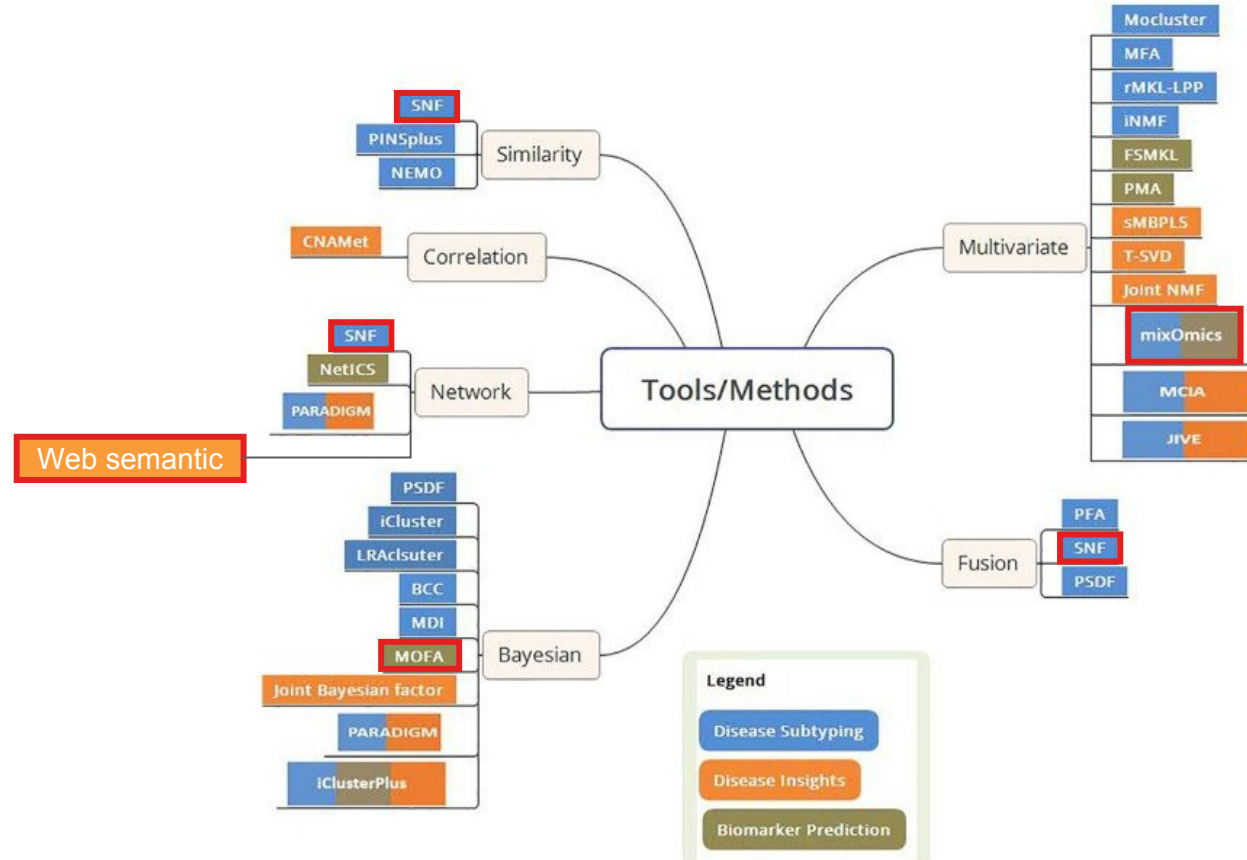 Tools/Methods
Similarity
SNF
PINSplus
NEMO
Correlation
CNAMet
Network
SNF
NetICS
PARADIGM
Web semantic
Bayesian
PSDF
iCluster
LRAclsuter
BCC
MDI
MOFA
Joint Bayesian factor
PARADIGM
iClusterPlus
Multivariate
Mocluster
MFA
rMKL-LPP
iNMF
FSMKL
PMA
sMBPLS
T-SVD
Joint NMF
mixOmics
MCIA
JIVE
Fusion
PFA
SNF
PSDF
Legend
Disease Subtyping
Disease Insights
Biomarker Prediction